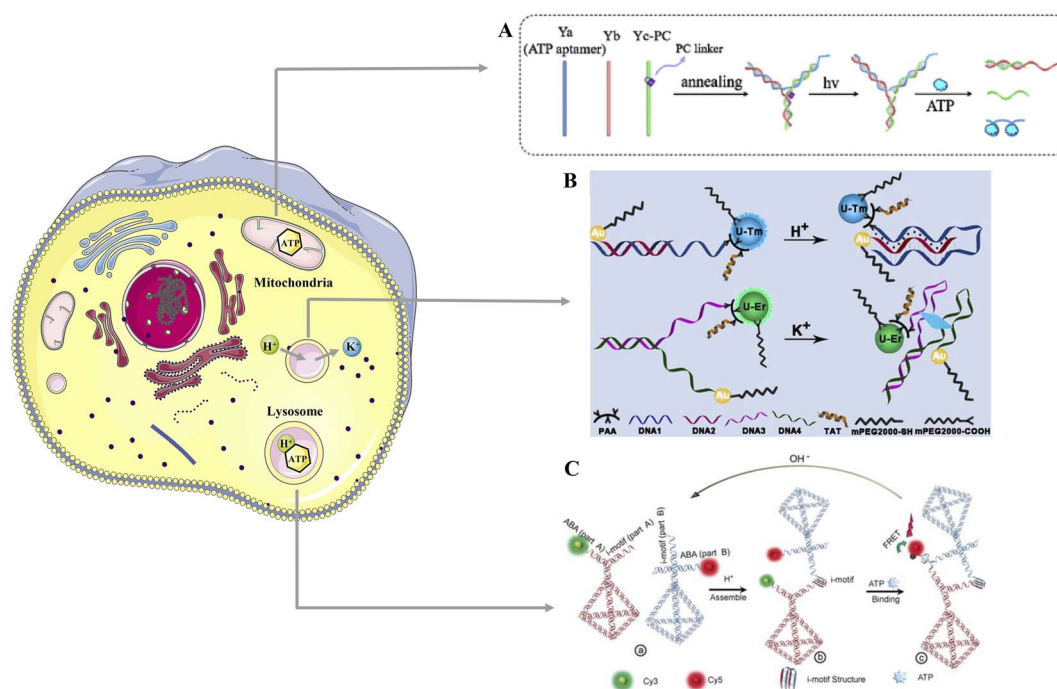 A
Ya
(ATP aptamer)
Yb
Yc-PC
PC linker
annealing
hν
ATP
ATP
Mitochondria
H+
K+
Lysosome
H+
ATP
B
Au
U-Tm
H+
U-Tm
Au
U-Er
K+
U-Er
Au
Au
PAA DNA1 DNA2 DNA3 DNA4 TAT mPEG2000-SH mPEG2000-COOH
C
OH -
ABA (part A)
i-motif (part A)
i-motif (part B)
ABA (part B)
H+
Assemble
i-motif
ATP
Binding
FRET
a
b
c
Cy3
Cy5
i-motif Structure
ATP